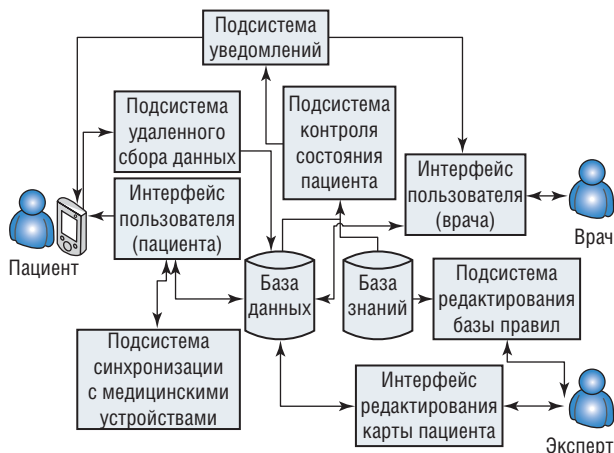 Подсистема
уведомлений
Подсистема
удаленного
сбора данных
Подсистема
контроля
состояния
пациента
Интерфейс
пользователя
(пациента)
Интерфейс
пользователя
(врача)
Пациент
Врач
База
данных
База
знаний
Подсистема
редактирования
базы правил
Подсистема
синхронизации
с медицинскими
устройствами
Интерфейс
редактирования
карты пациента
Эксперт